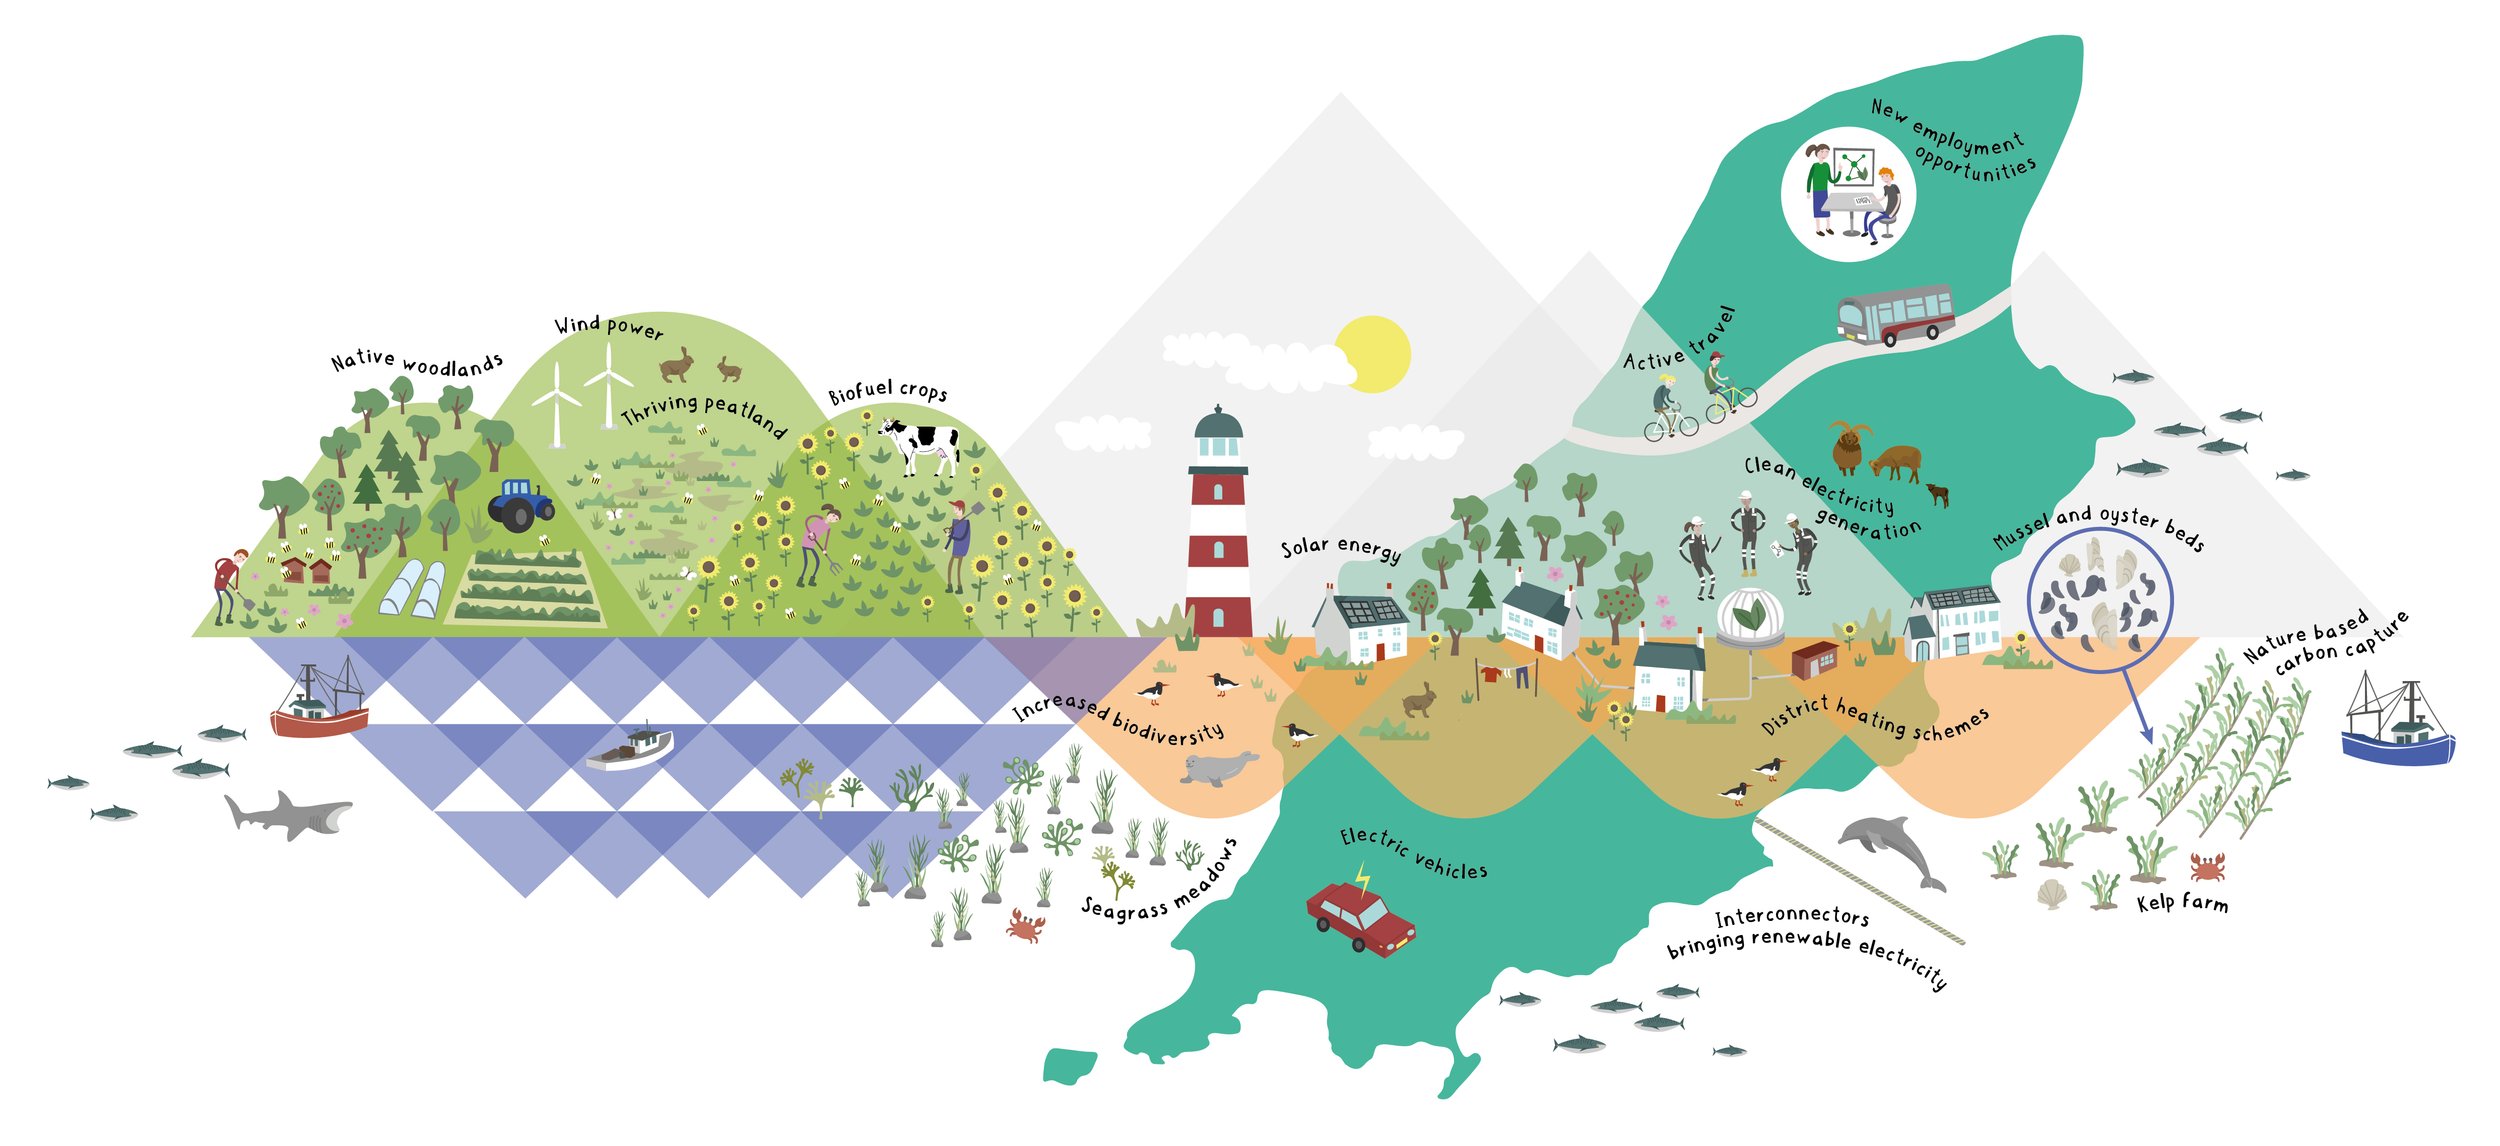 New employment
opportunities
Wind power
Native woodlands
Active travel
Biofuel crops
Thriving peatland
Clean electricity
generation
Mussel and oyster beds
Solar energy
Nature based
carbon capture
Increased biodiversity
District heating schemes
Electric vehicles
Seagrass meadows
Kelp farm
Interconnectors
bringing renewable electricity